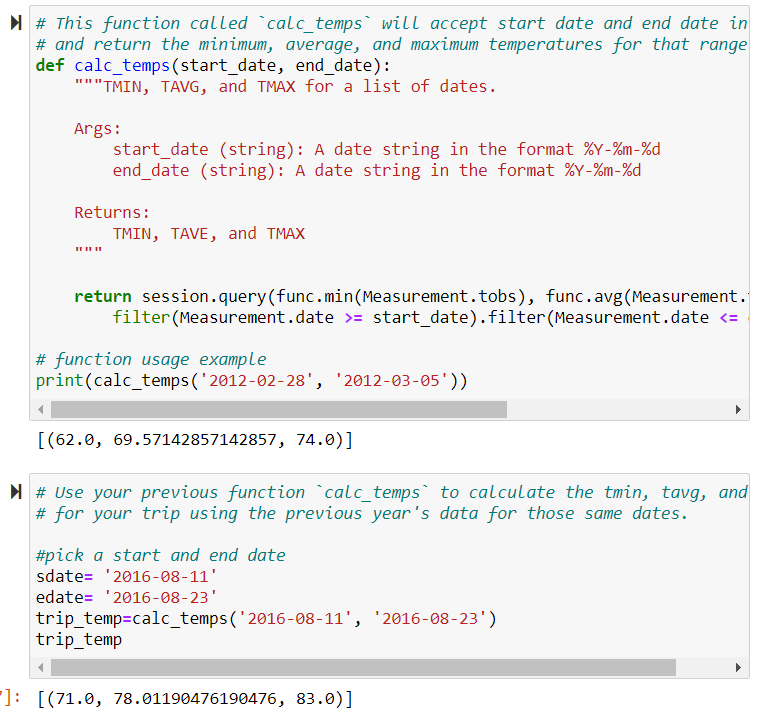 # This function called `calc_temps` will accept start date and end date in
# and return the minimum, average, and maximum temperatures for that range
def calc_temps(start_date, end_date):
    """TMIN, TAVG, and TMAX for a list of dates.
    Args:
        start_date (string): A date string in the format %Y-%m-%d
        end_date (string): A date string in the format %Y-%m-%d
    Returns:
        TMIN, TAVE, and TMAX
    """
    return session.query(func.min(Measurement.tobs), func.avg(Measurement.
        filter(Measurement.date >= start_date).filter(Measurement.date <=
# function usage example
print(calc_temps('2012-02-28', '2012-03-05'))
[(62.0, 69.57142857142857, 74.0)]
# Use your previous function `calc_temps` to calculate the tmin, tavg, and
# for your trip using the previous year's data for those same dates.
#pick a start and end date
sdate= '2016-08-11'
edate= '2016-08-23'
trip_temp=calc_temps('2016-08-11', '2016-08-23')
trip_temp
]: [(71.0, 78.01190476190476, 83.0)]